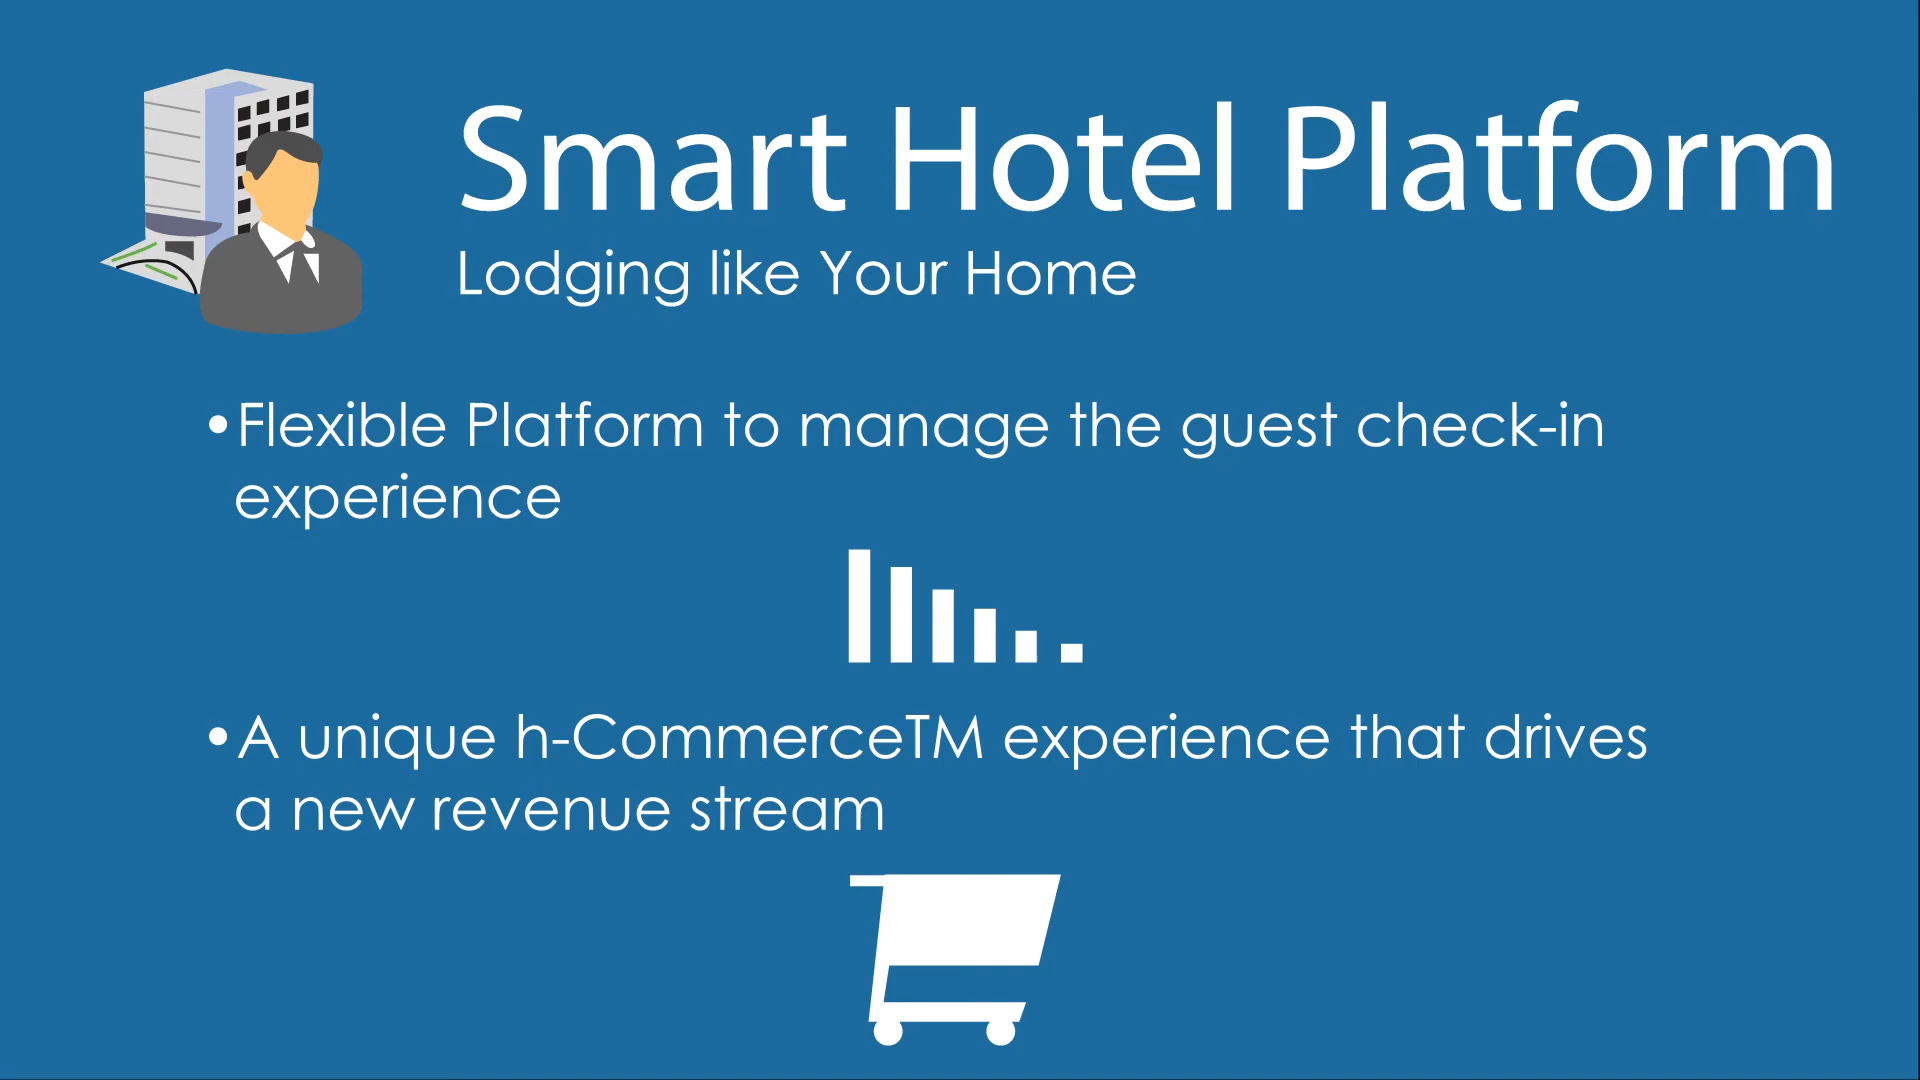 Smart Hotel Platform
Lodging like Your Home
•Flexible Platform to manage the guest check-in
experience
•A unique h-CommerceTM experience that drives
a new revenue stream